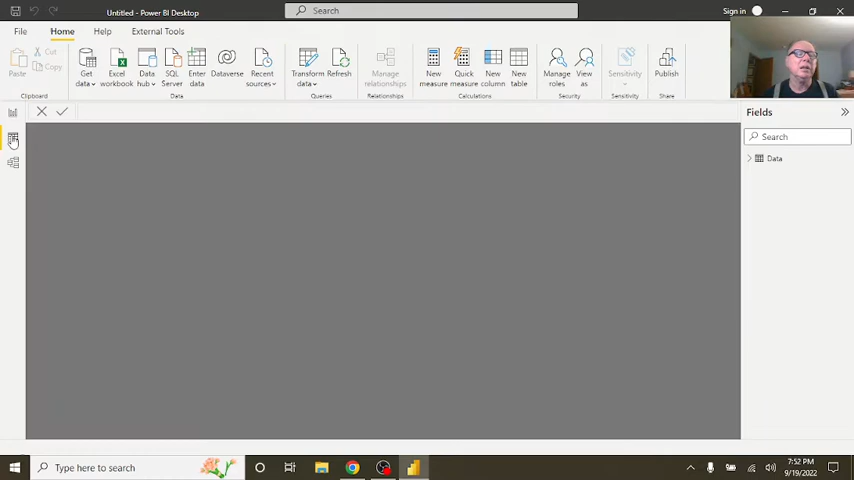 Untitled - Power BI Desktop
Search
Sign in
File
Home
Help
External Tools
Paste
Cut
Copy
Clipboard
Get data
Excel workbook
Data hub
SQL Server
Enter data
Dataverse
Recent sources
Data
Transform data
Refresh
Queries
Manage relationships
Relationships
New measure
Quick measure
New column
New table
Calculations
Manage roles
View as
Security
Sensitivity
Sensitivity
Publish
Share
Fields
Search
Data
Type here to search
7:52 PM
9/19/2022